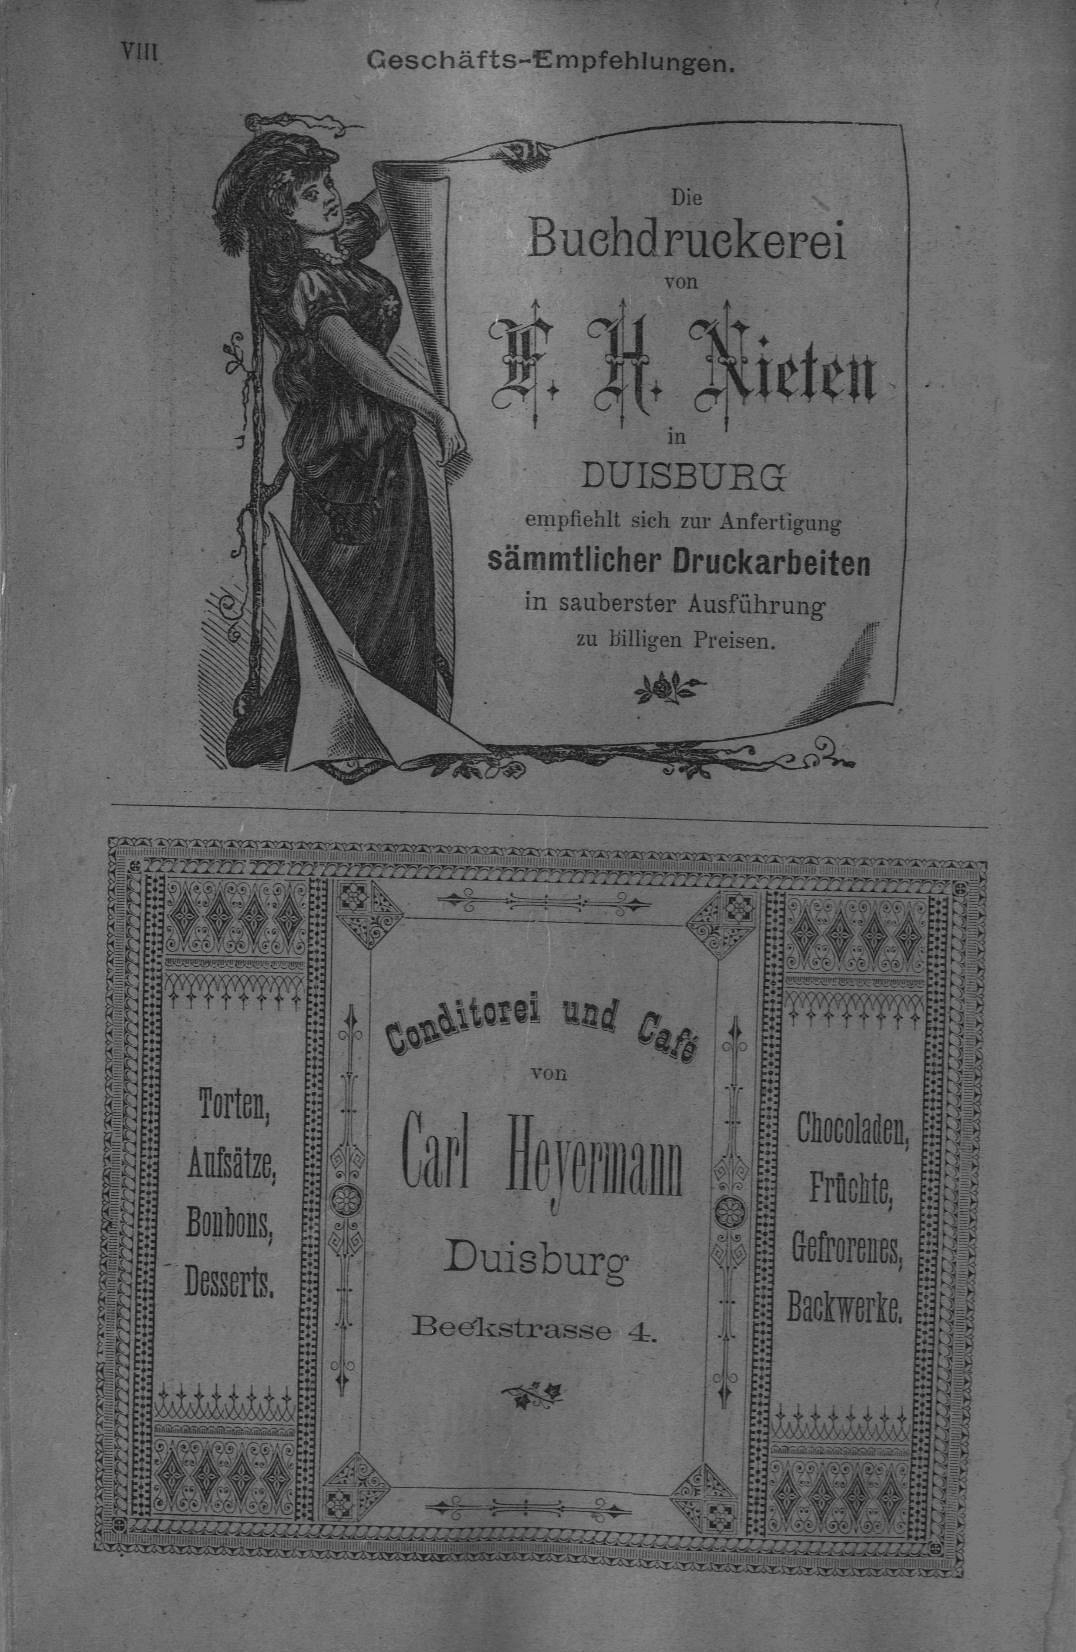 VIII
Geschäfts-Empfehlungen.
Die
Buchdruckerei
von
F. H. Nieten
in
DUISBURG
empfiehlt sich zur Anfertigung
sämmtlicher Druckarbeiten
in sauberster Ausführung
zu billigen Preisen.
Conditorei und Café
von
Carl Heyermann
Duisburg
Beekstrasse 4.
Torten,
Aufsätze,
Bonbons,
Desserts.
Chocoladen,
Früchte,
Gefrorenes,
Backwerke.